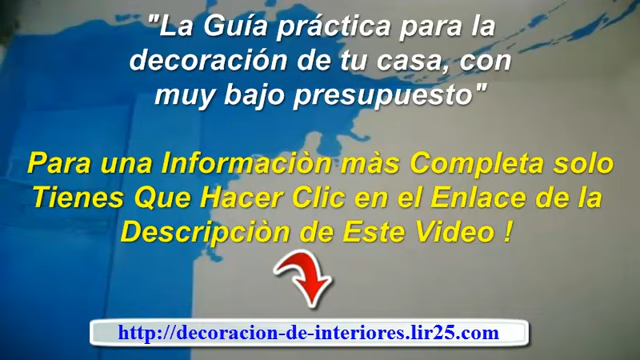 "La Guía práctica para la
decoración de tu casa, con
muy bajo presupuesto"
Para una Informaciòn màs Completa solo
Tienes Que Hacer Clic en el Enlace de la
Descripciòn de Este Video !
http://decoracion-de-interiores.lir25.com